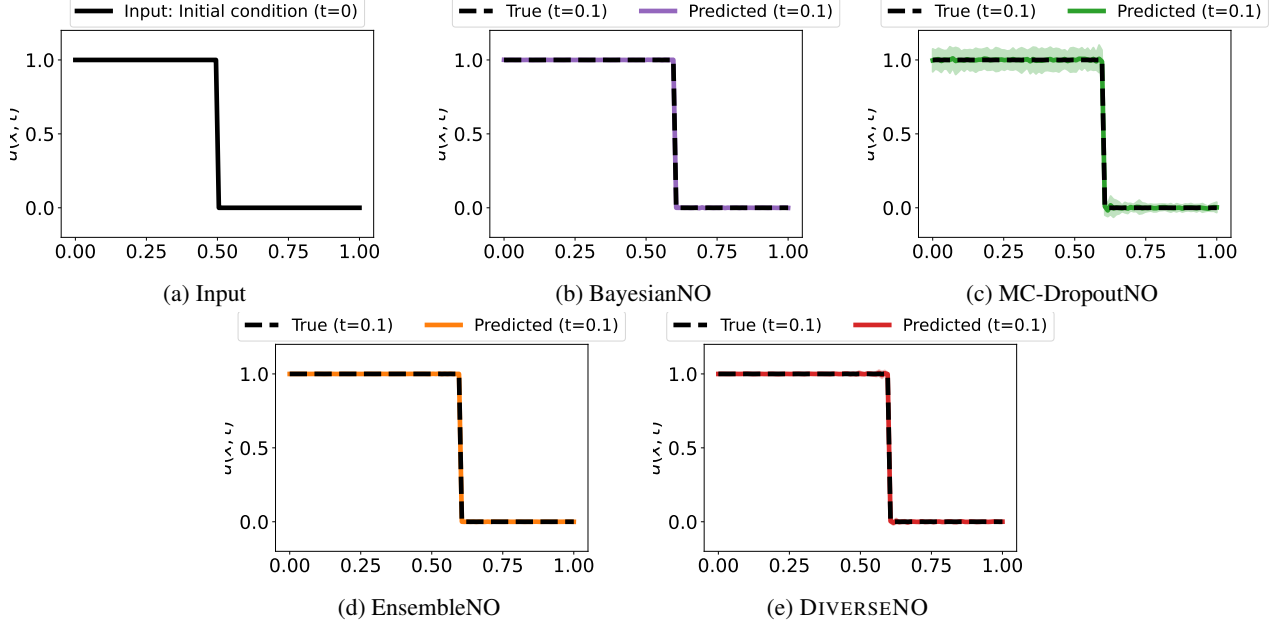 Input: Initial condition (t=0)
True (t=0.1) Predicted (t=0.1)
True (t=0.1) Predicted (t=0.1)
1.0
0.5
0.0
0.00 0.25 0.50 0.75 1.00
u(x, t)
(a) Input
1.0
0.5
0.0
0.00 0.25 0.50 0.75 1.00
u(x, t)
(b) BayesianNO
1.0
0.5
0.0
0.00 0.25 0.50 0.75 1.00
u(x, t)
(c) MC-DropoutNO
True (t=0.1) Predicted (t=0.1)
True (t=0.1) Predicted (t=0.1)
1.0
0.5
0.0
0.00 0.25 0.50 0.75 1.00
u(x, t)
(d) EnsembleNO
1.0
0.5
0.0
0.00 0.25 0.50 0.75 1.00
u(x, t)
(e) DIVERSENO